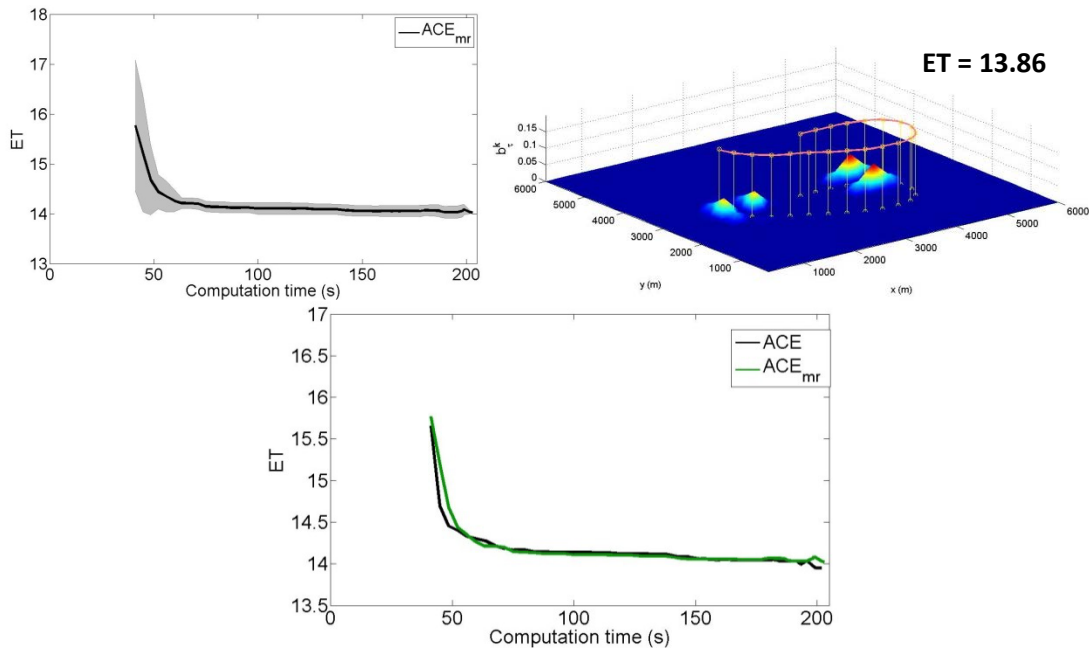 18
17
16
15
14
13
ET
0 50 100 150 200
Computation time (s)
ACE_mr
ET = 13.86
0.15
0.1
0.05
0
b^k_τ
6000
5000
4000
3000
2000
1000
y (m)
1000
2000
3000
4000
5000
6000
x (m)
17
16.5
16
15.5
15
14.5
14
13.5
ET
0 50 100 150 200
Computation time (s)
ACE
ACE_mr